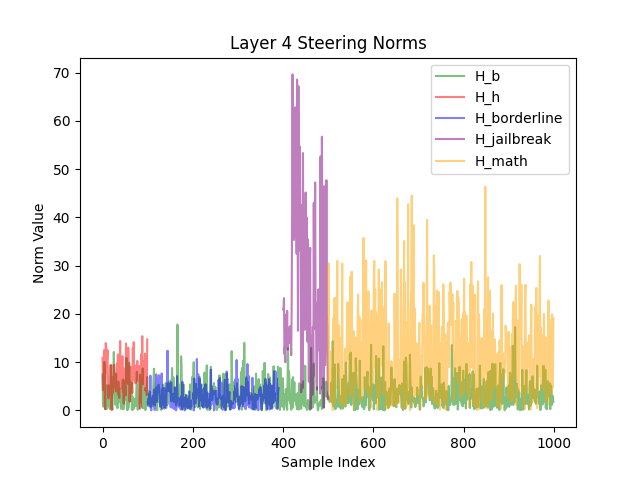 Layer 4 Steering Norms
H_b
H_h
H_borderline
H_jailbreak
H_math
Norm Value
70
60
50
40
30
20
10
0
0 200 400 600 800 1000
Sample Index